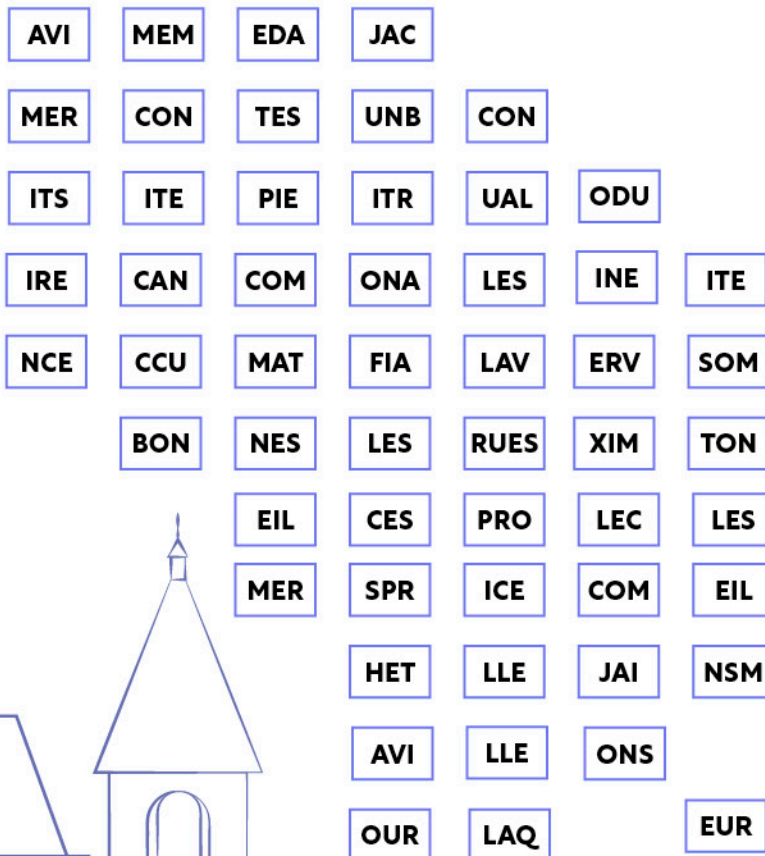 AVI MEM EDA JAC
MER CON TES UNB CON
ITS ITE PIE ITR UAL ODU
IRE CAN COM ONA LES INE ITE
NCE CCU MAT FIA LAV ERV SOM
BON NES LES RUES XIM TON
EIL CES PRO LEC LES
MER SPR ICE COM EIL
HET LLE JAI NSM
AVI LLE ONS
OUR LAQ EUR